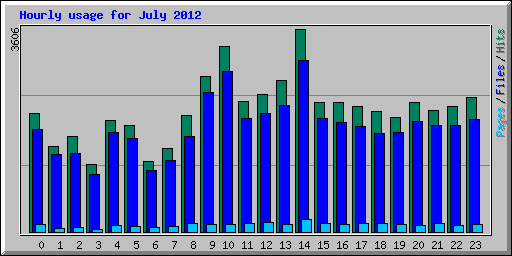 Hourly usage for July 2012
3606
Pages / Files / Hits
0 1 2 3 4 5 6 7 8 9 10 11 12 13 14 15 16 17 18 19 20 21 22 23